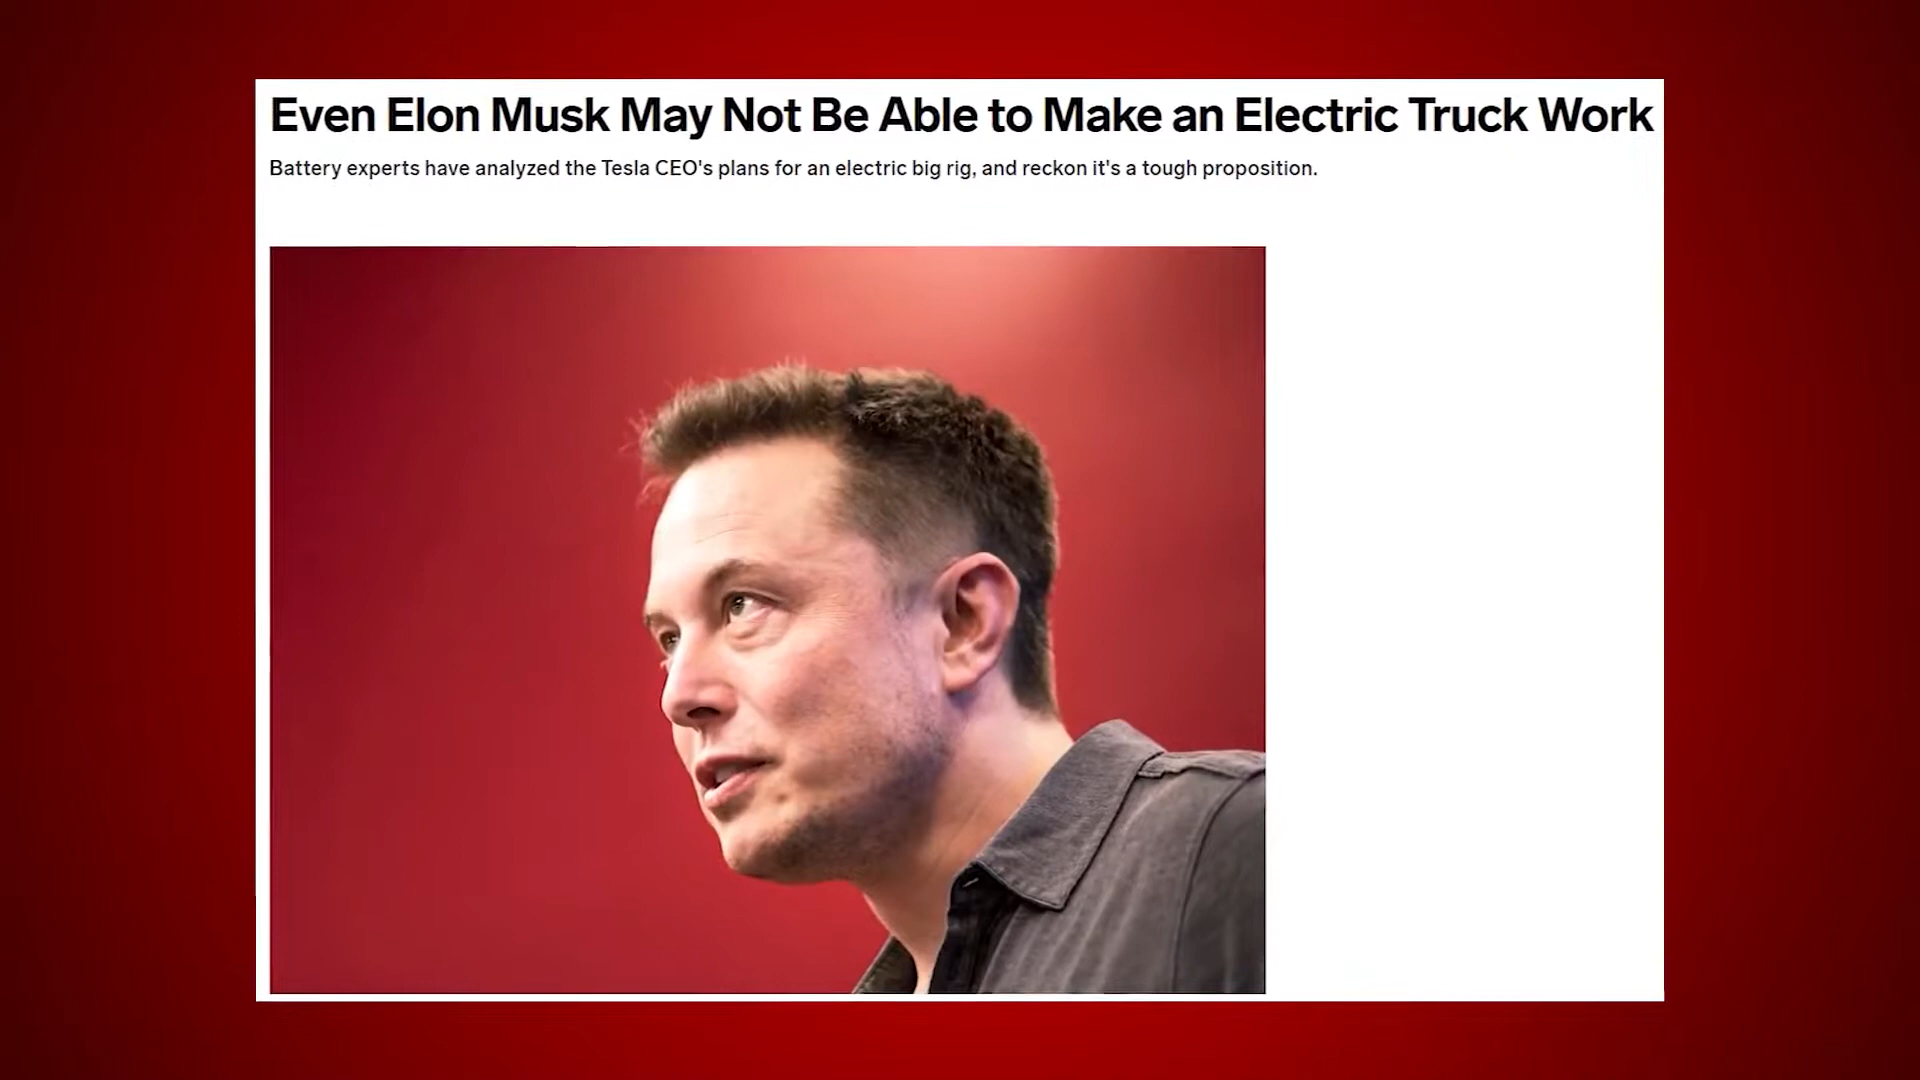 Even Elon Musk May Not Be Able to Make an Electric Truck Work
Battery experts have analyzed the Tesla CEO's plans for an electric big rig, and reckon it's a tough proposition.